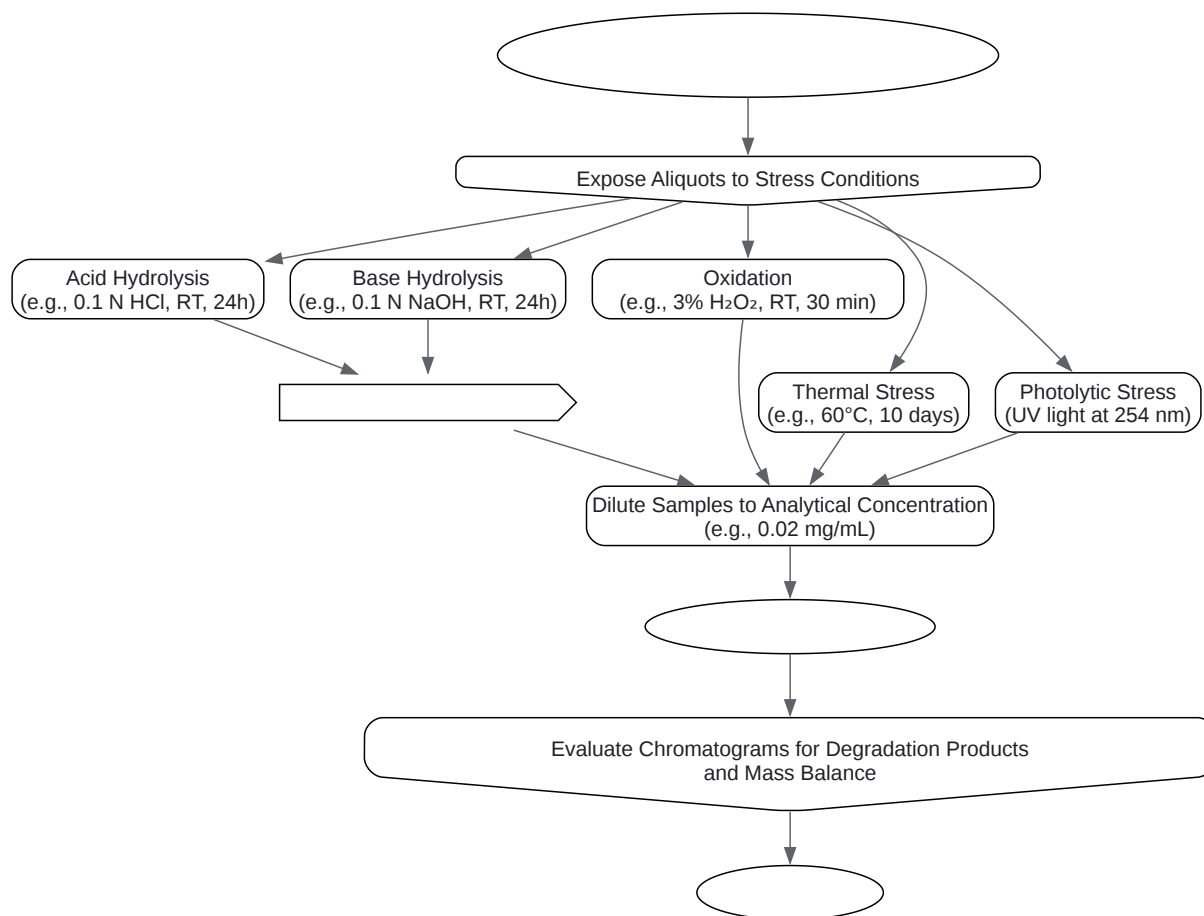 Expose Aliquots to Stress Conditions
Acid Hydrolysis
(e.g., 0.1 N HCl, RT, 24h)
Base Hydrolysis
(e.g., 0.1 N NaOH, RT, 24h)
Oxidation
(e.g., 3% H₂O₂, RT, 30 min)
Thermal Stress
(e.g., 60°C, 10 days)
Photolytic Stress
(UV light at 254 nm)
Dilute Samples to Analytical Concentration
(e.g., 0.02 mg/mL)
Evaluate Chromatograms for Degradation Products
and Mass Balance